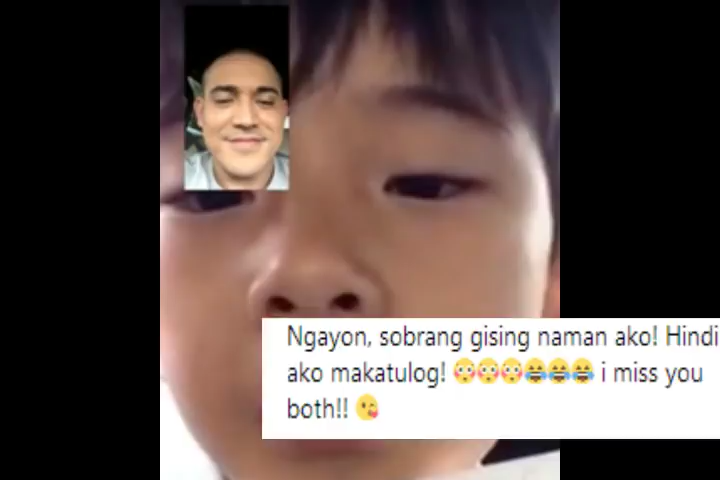 Ngayon, sobrang gising naman ako! Hindi
ako makatulog! 😳😳😳😂😂😂 i miss you
both!! 😘